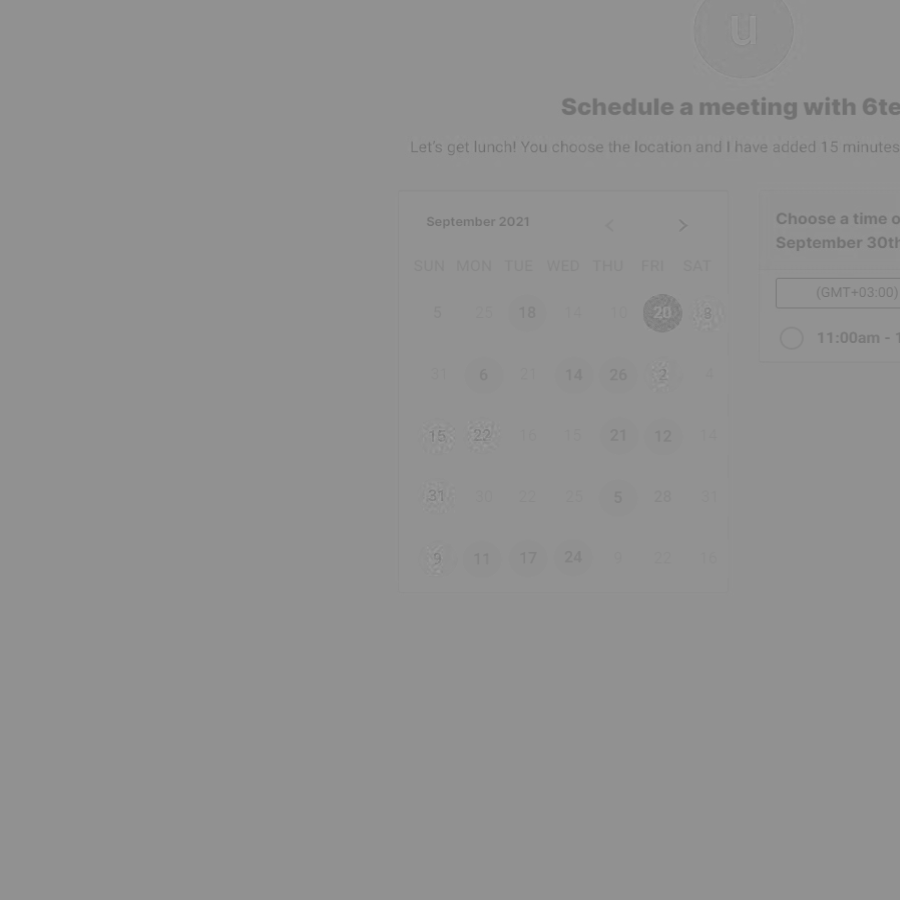 u
Schedule a meeting with 6te
Let's get lunch! You choose the location and I have added 15 minutes
September 2021
SUN MON TUE WED THU FRI SAT
5 25 18 14 20 3
31 6 21 14 26 2 4
15 22 16 15 21 12 14
31 30 22 25 5 28 31
9 11 17 24 9 22 16
Choose a time o
September 30th
(GMT+03:00)
11:00am - 1